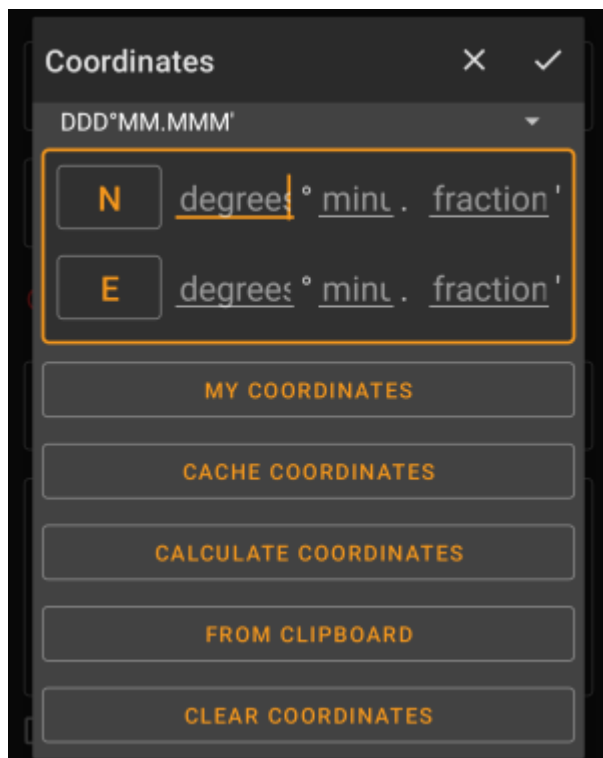 Coordinates
DDD°MM.MMM'
N degrees ° minu . fraction '
E degrees ° minu . fraction '
MY COORDINATES
CACHE COORDINATES
CALCULATE COORDINATES
FROM CLIPBOARD
CLEAR COORDINATES